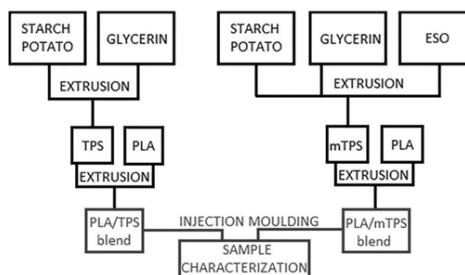 STARCH
POTATO
GLYCERIN
STARCH
POTATO
GLYCERIN
ESO
EXTRUSION
EXTRUSION
TPS
PLA
mTPS
PLA
EXTRUSION
EXTRUSION
PLA/TPS
blend
INJECTION MOULDING
PLA/mTPS
blend
SAMPLE
CHARACTERIZATION